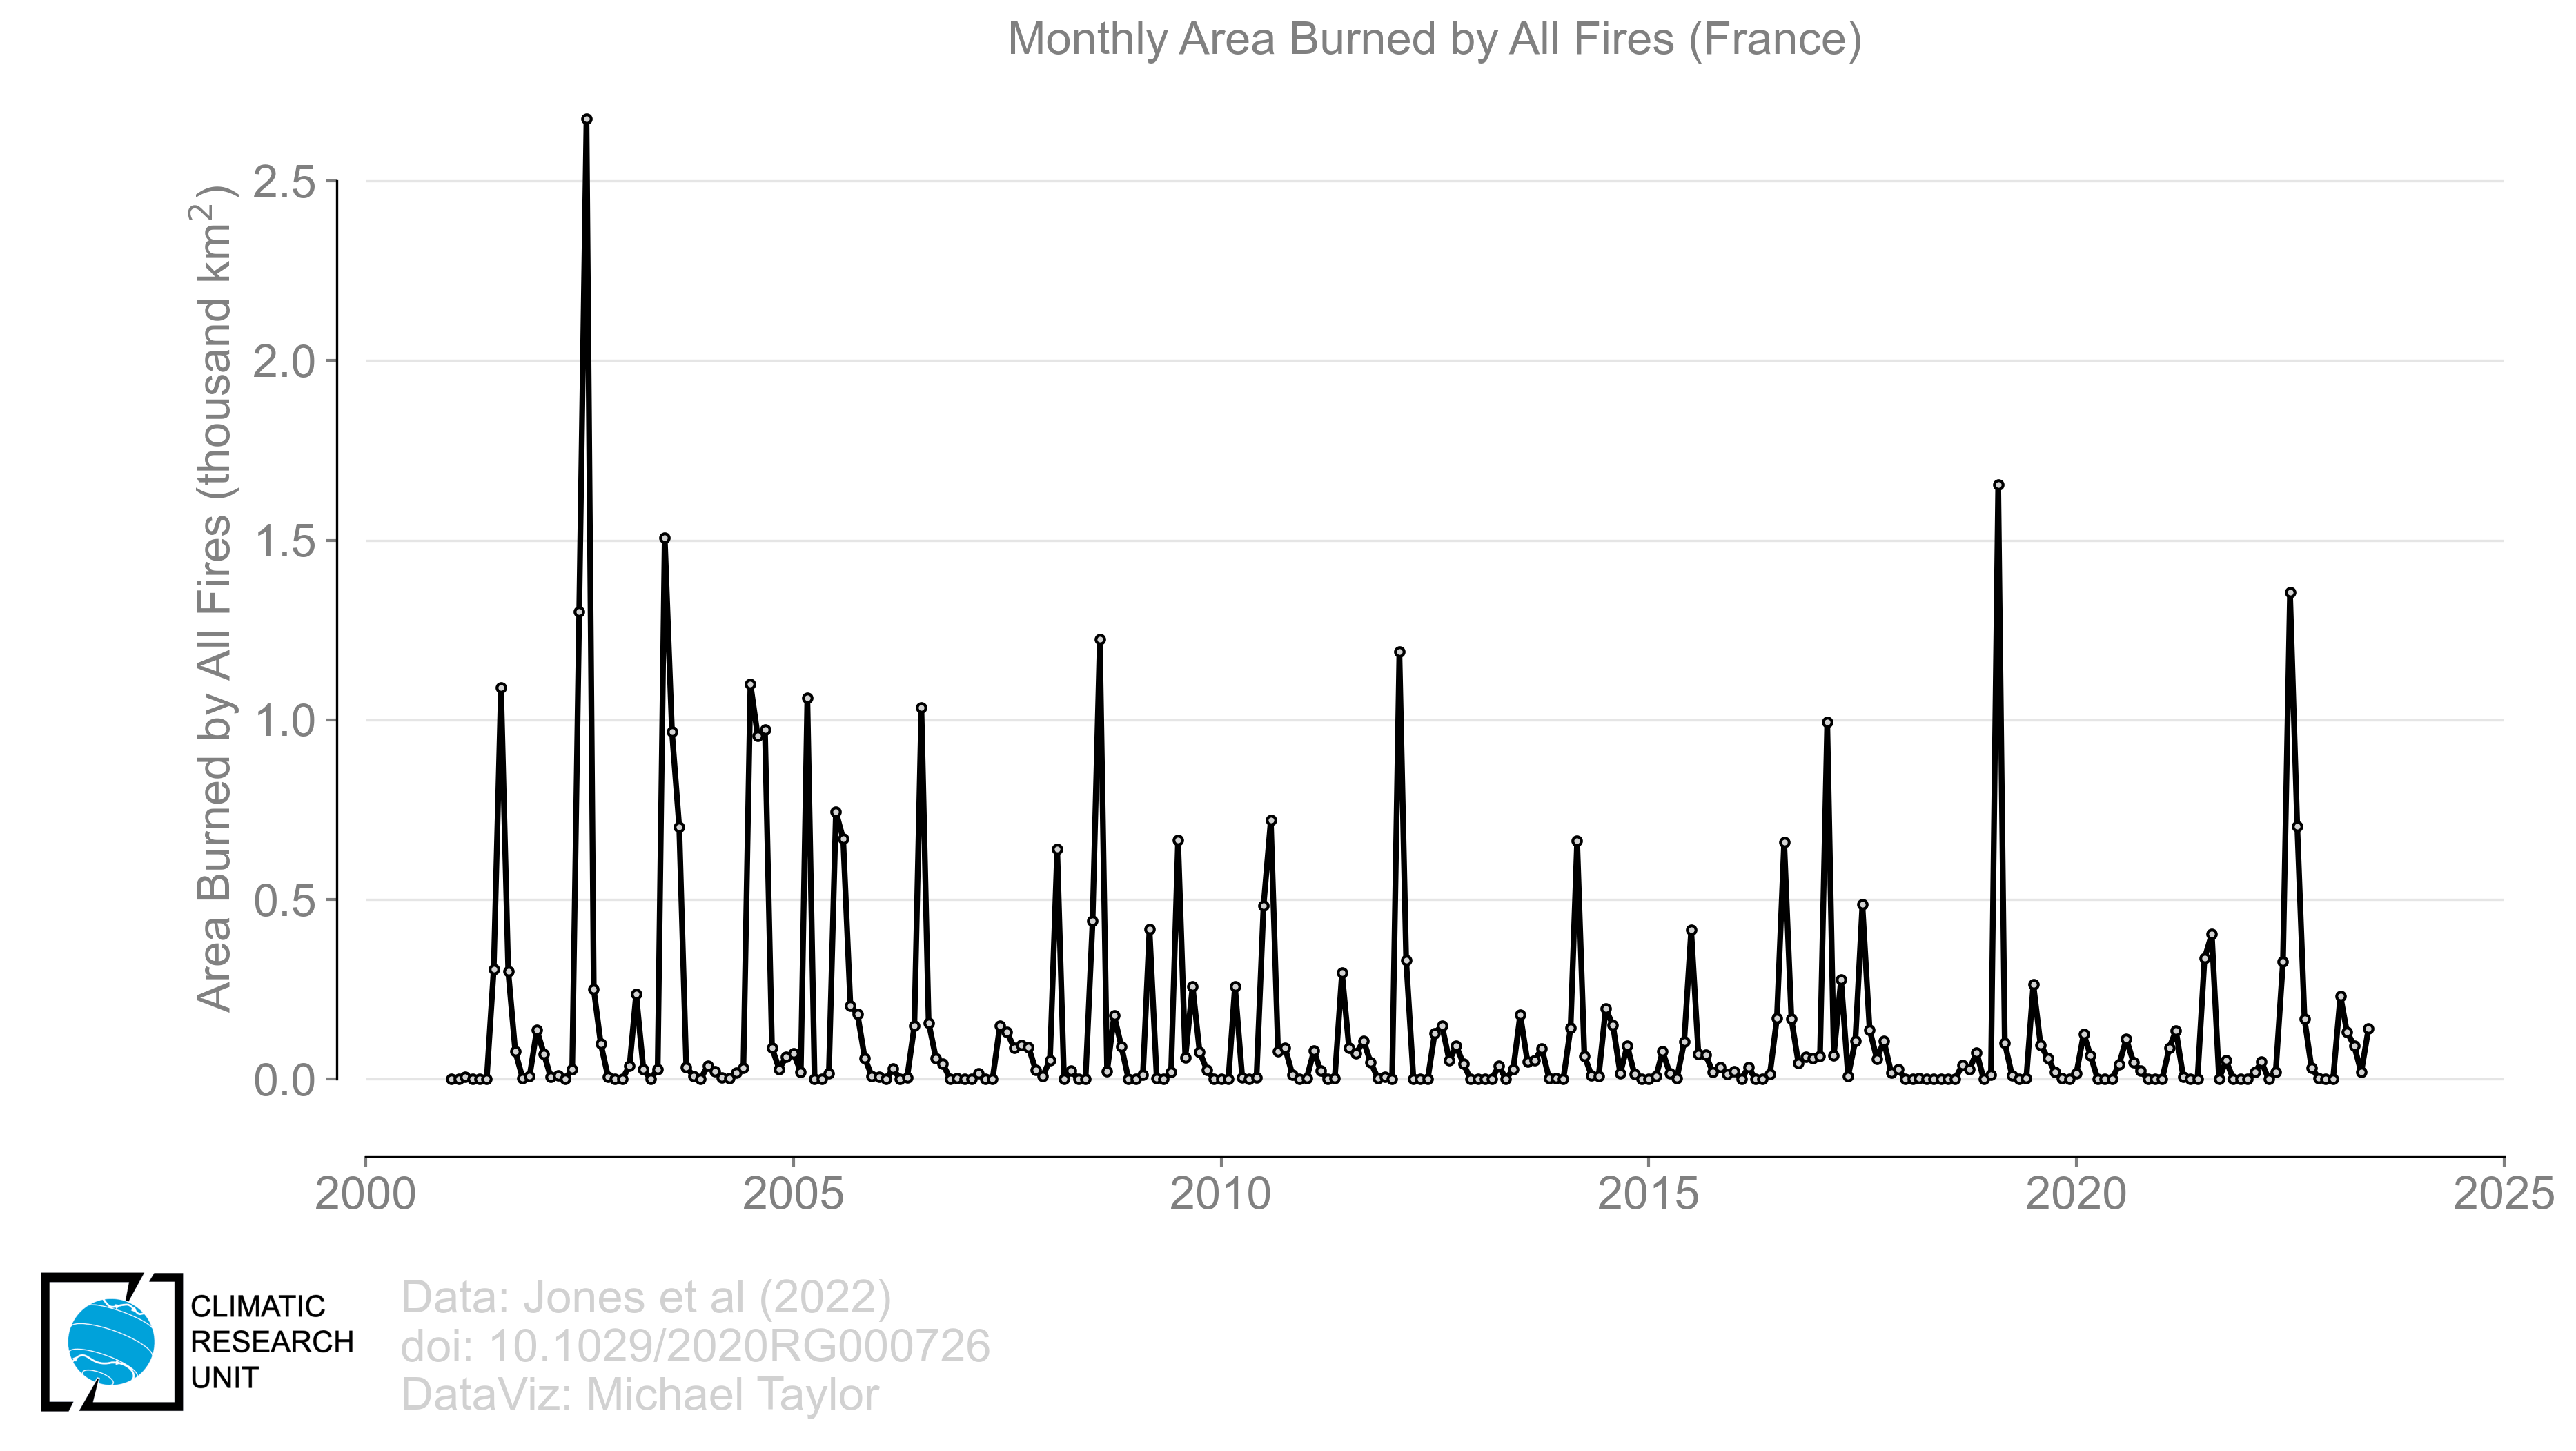 Monthly Area Burned by All Fires (France)
Area Burned by All Fires (thousand km²)
2.5
2.0
1.5
1.0
0.5
0.0
2000 2005 2010 2015 2020 2025
CLIMATIC
RESEARCH
UNIT
Data: Jones et al (2022)
doi: 10.1029/2020RG000726
DataViz: Michael Taylor